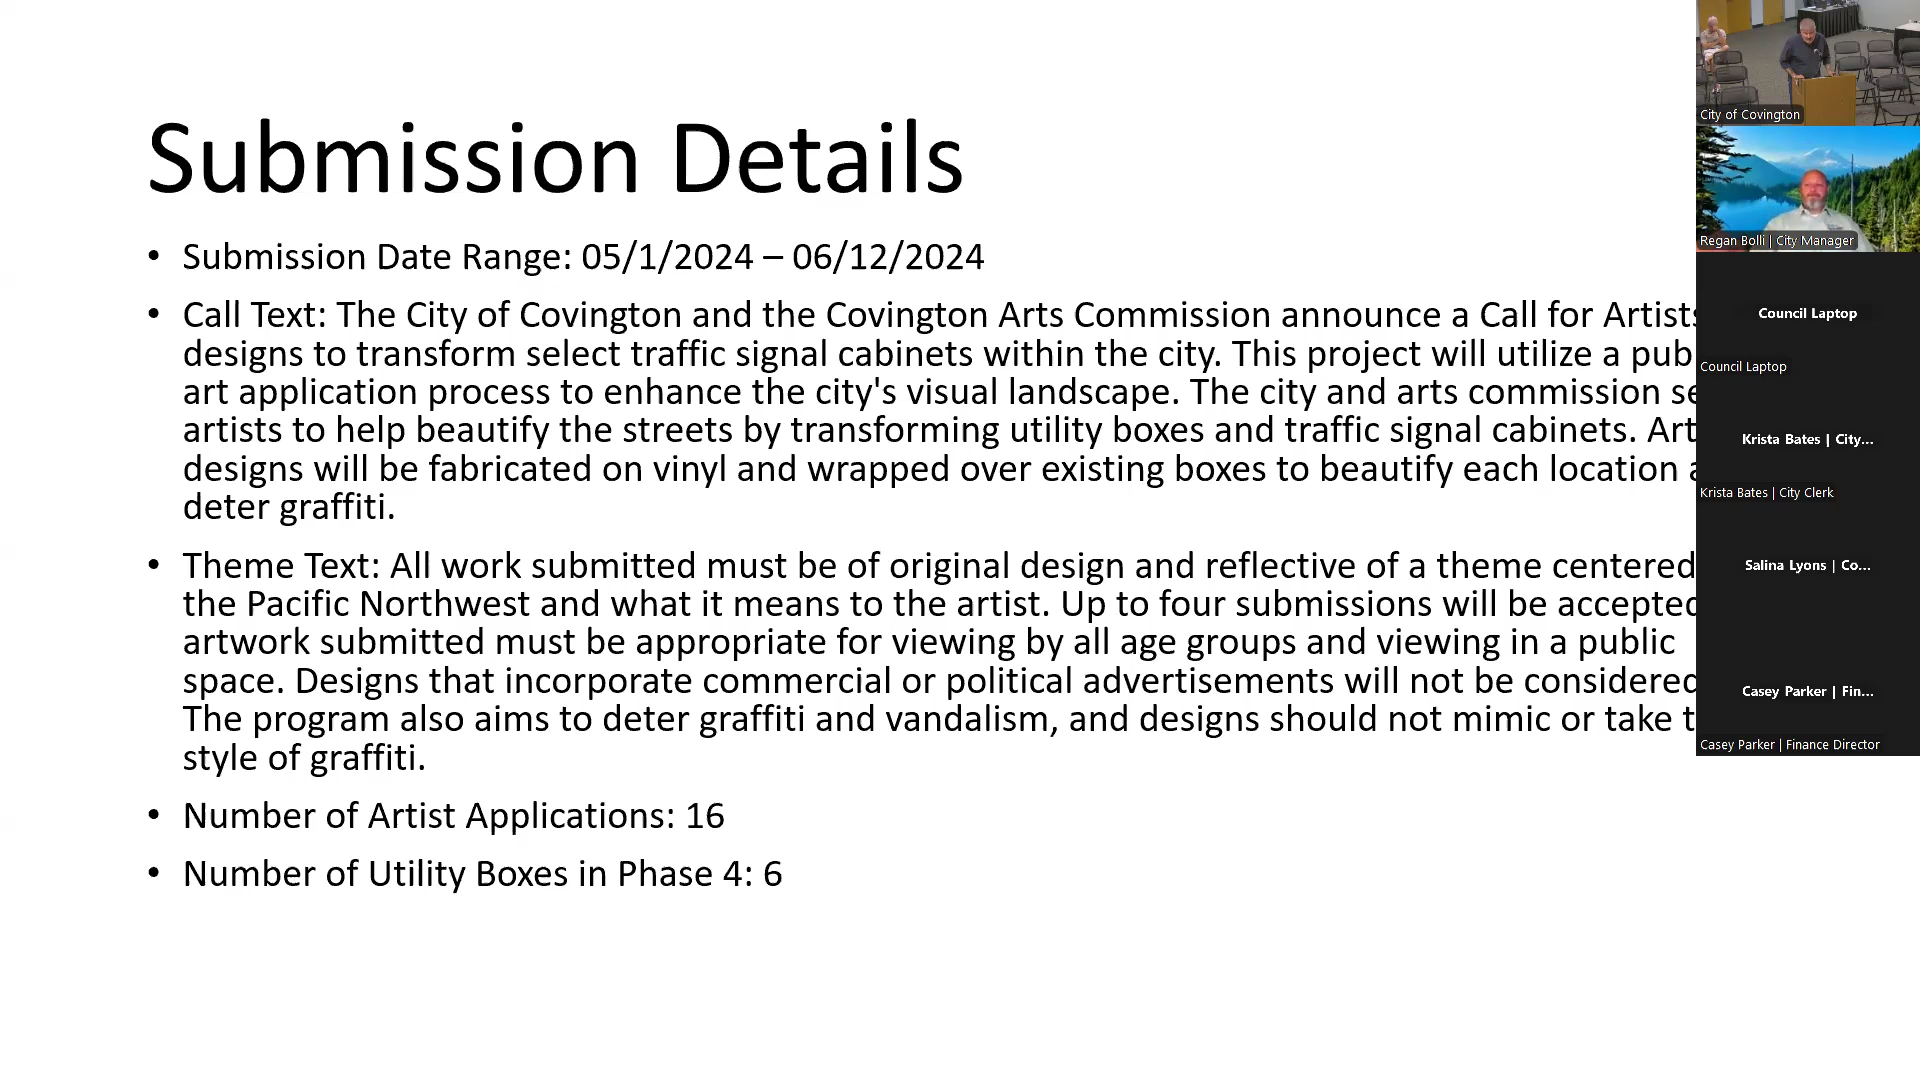 Submission Details
• Submission Date Range: 05/1/2024 – 06/12/2024
• Call Text: The City of Covington and the Covington Arts Commission announce a Call for Artists
designs to transform select traffic signal cabinets within the city. This project will utilize a
art application process to enhance the city's visual landscape. The city and arts commission
artists to help beautify the streets by transforming utility boxes and traffic signal cabinets.
designs will be fabricated on vinyl and wrapped over existing boxes to beautify each location
deter graffiti.
• Theme Text: All work submitted must be of original design and reflective of a theme centered
the Pacific Northwest and what it means to the artist. Up to four submissions will be accepted
artwork submitted must be appropriate for viewing by all age groups and viewing in a public
space. Designs that incorporate commercial or political advertisements will not be considered
The program also aims to deter graffiti and vandalism, and designs should not mimic or take
style of graffiti.
• Number of Artist Applications: 16
• Number of Utility Boxes in Phase 4: 6
City of Covington
Regan Bolli | City Manager
Council Laptop
Council Laptop
Krista Bates | City...
Krista Bates | City Clerk
Salina Lyons | Co...
Casey Parker | Fin...
Casey Parker | Finance Director